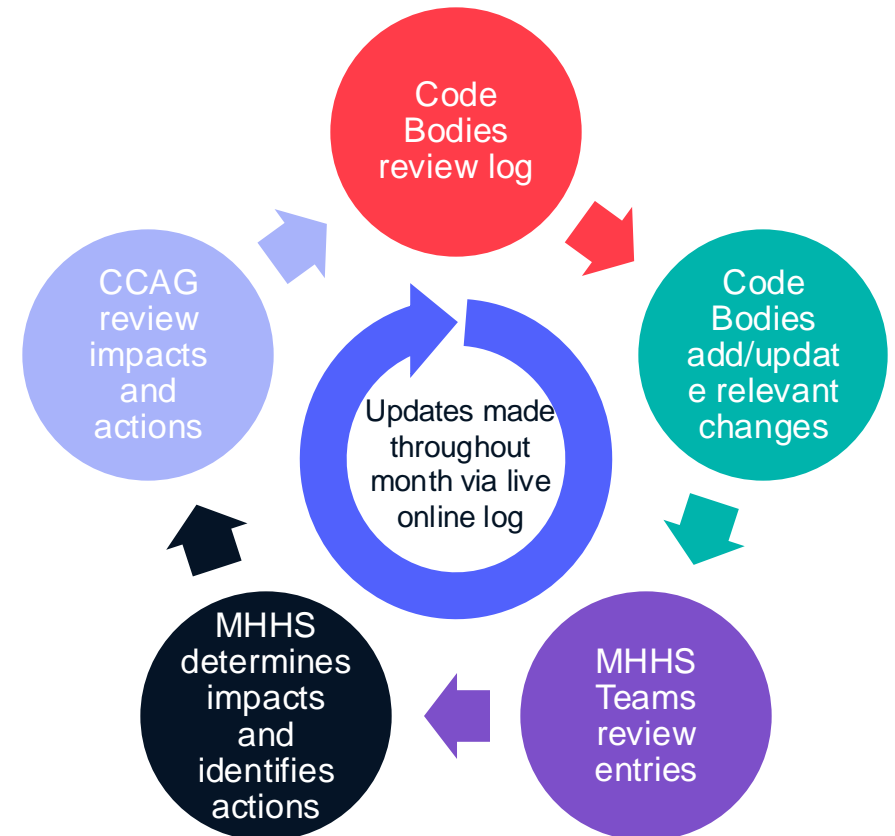 Code
Bodies
review log
Code
Bodies
add/updat
e relevant
changes
MHHS
Teams
review
entries
MHHS
determines
impacts
and
identifies
actions
CCAG
review
impacts
and
actions
Updates made
throughout
month via live
online log